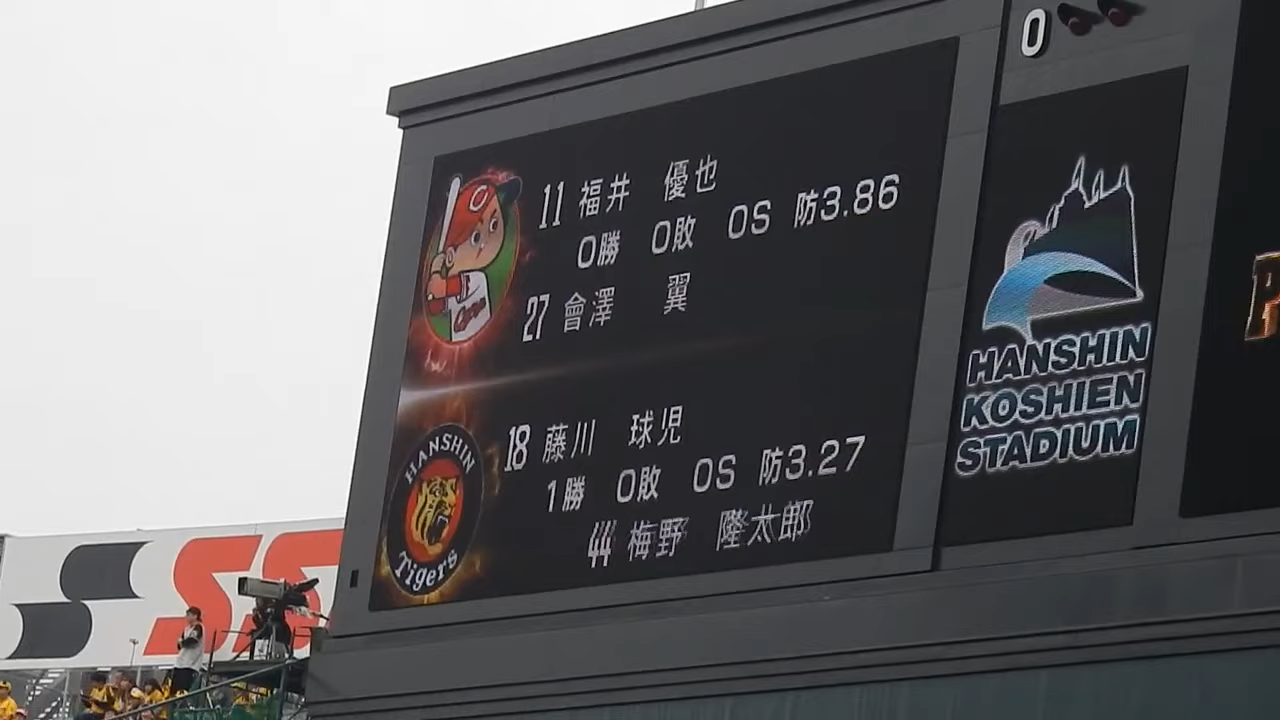 11 福井 優也
0勝 0敗 0S 防3.86
27 會澤 翼
HANSHIN
Tigers
18 藤川 球児
1勝 0敗 0S 防3.27
44 梅野 隆太郎
0
HANSHIN
KOSHIEN
STADIUM